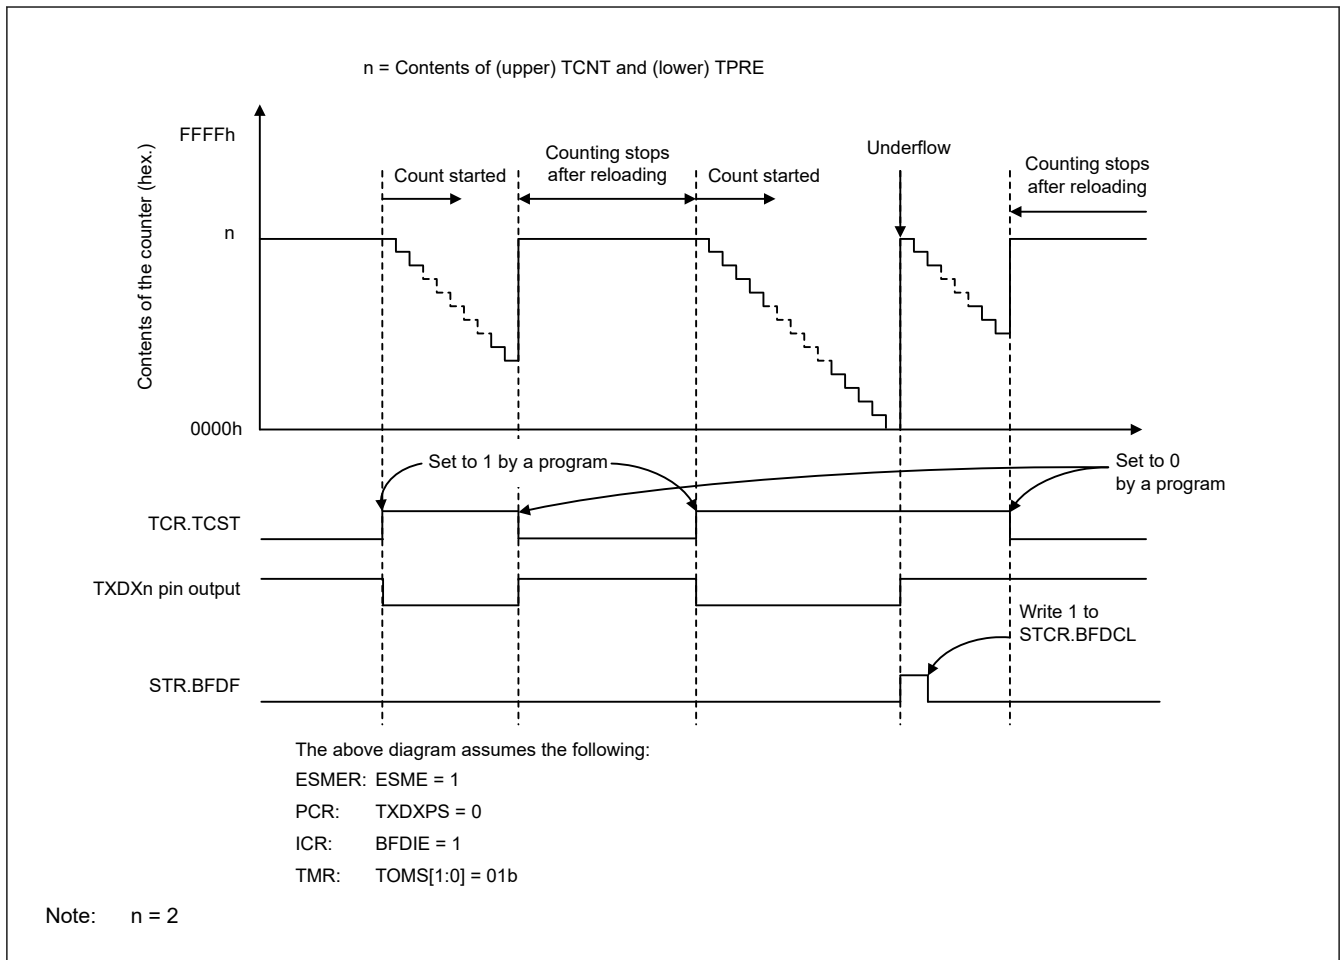 n = Contents of (upper) TCNT and (lower) TPRE
Contents of the counter (hex.)
FFFFh
n
0000h
Count started
Counting stops
after reloading
Count started
Underflow
Counting stops
after reloading
Set to 1 by a program
Set to 0
by a program
TCR.TCST
TXDXn pin output
Write 1 to
STCR.BFDCL
STR.BFDF
The above diagram assumes the following:
ESMER: ESME = 1
PCR: TXDXPS = 0
ICR: BFDIE = 1
TMR: TOMS[1:0] = 01b
Note: n = 2